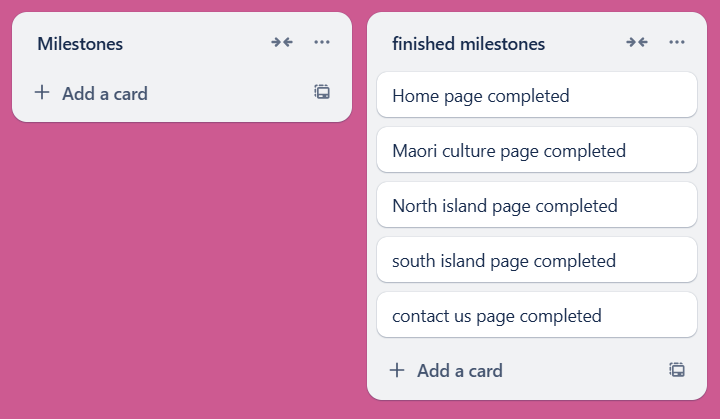 Milestones
Add a card
finished milestones
Home page completed
Maori culture page completed
North island page completed
south island page completed
contact us page completed
Add a card